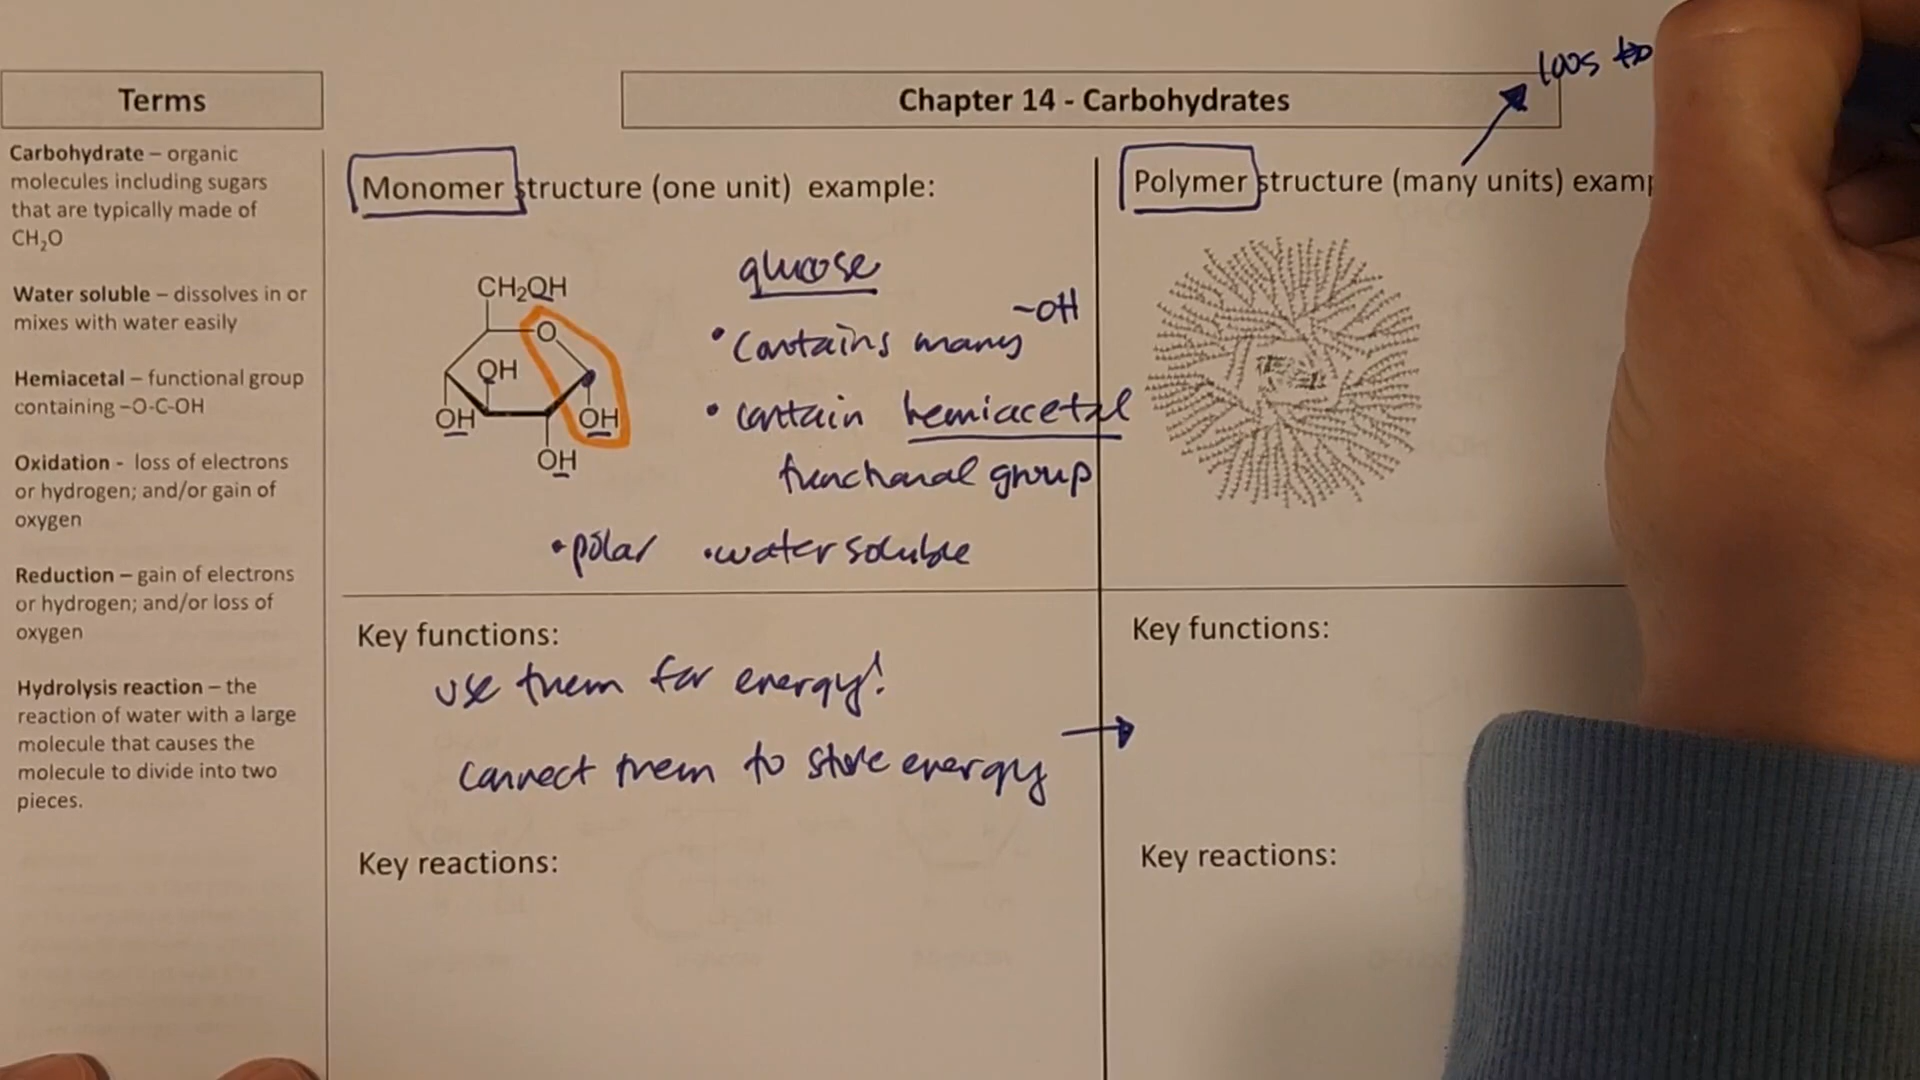 Terms
Carbohydrate – organic
molecules including sugars
that are typically made of
CH₂O
Water soluble – dissolves in or
mixes with water easily
Hemiacetal – functional group
containing –O-C-OH
Oxidation - loss of electrons
or hydrogen; and/or gain of
oxygen
Reduction – gain of electrons
or hydrogen; and/or loss of
oxygen
Hydrolysis reaction – the
reaction of water with a large
molecule that causes the
molecule to divide into two
pieces.
Chapter 14 - Carbohydrates
Monomer structure (one unit) example:
CH₂OH
O
OH
OH
OH
OH
glucose
• Contains many -OH
• contain hemiacetal
functional group
• polar • water soluble
Key functions:
use them for energy!
connect them to store energy
Key reactions:
100s to
Polymer structure (many units) exam
Key functions:
Key reactions: